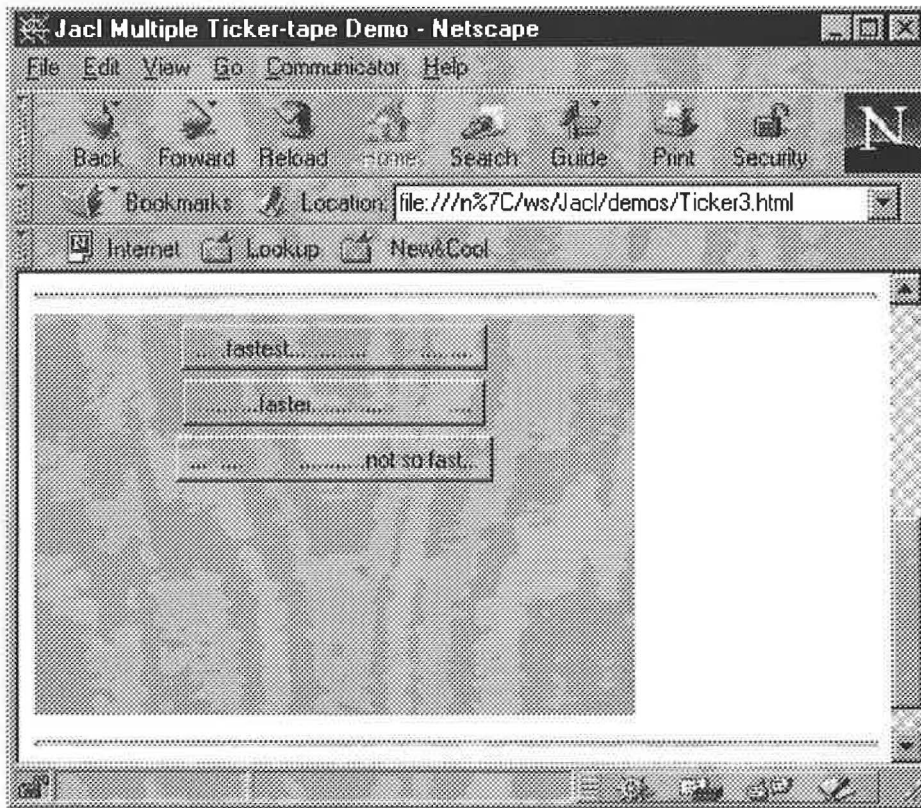 Jacl Multiple Ticker-tape Demo - Netscape
File Edit View Go Communicator Help
Back Forward Reload Home Search Guide Print Security
N
Bookmarks Location: file:///n%7C/ws/Jacl/demos/Ticker3.html
Internet Lookup New&Cool
... .fastest... ... ... .... ....
...... ...faster............. ....
... .... ............not so fast..